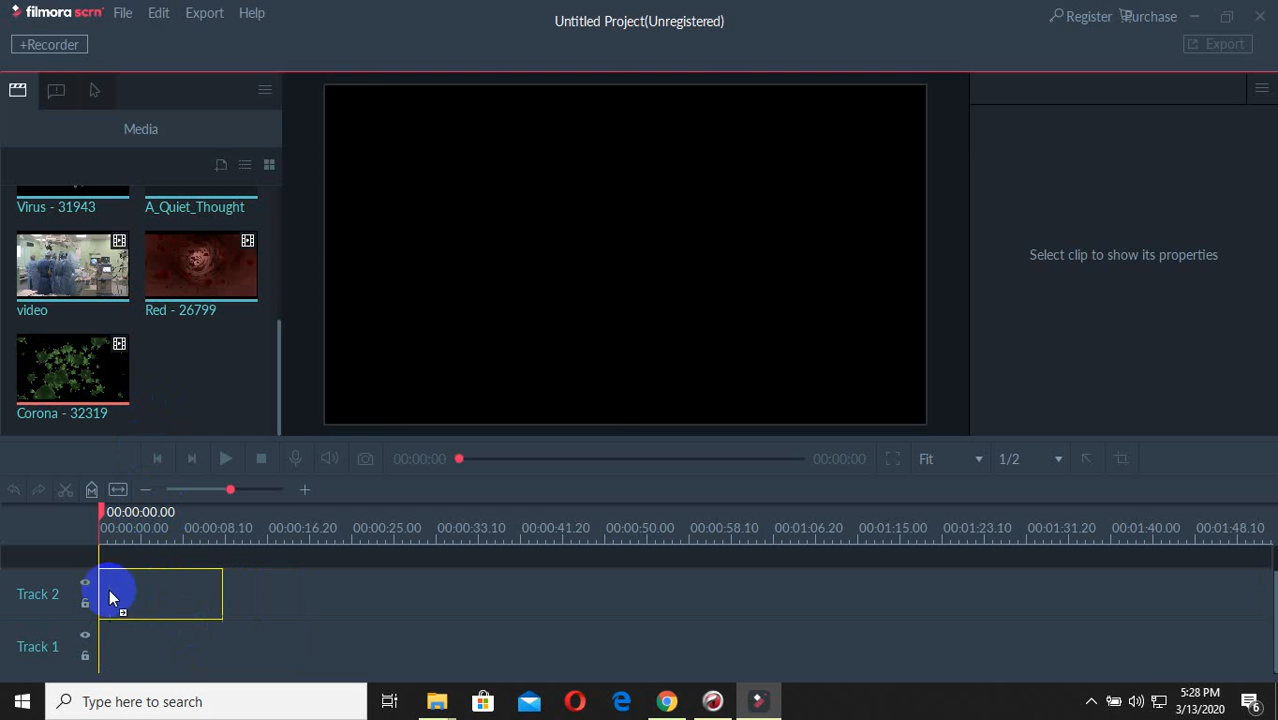 filmora scrn
File Edit Export Help
Untitled Project(Unregistered)
Register Purchase
+Recorder
Export
Media
Virus - 31943 A_Quiet_Thought
video Red - 26799
Corona - 32319
Select clip to show its properties
00:00:00 00:00:00 Fit 1/2
00:00:00.00
00:00:00.00 00:00:08.10 00:00:16.20 00:00:25.00 00:00:33.10 00:00:41.20 00:00:50.00 00:00:58.10 00:01:06.20 00:01:15.00 00:01:23.10 00:01:31.20 00:01:40.00 00:01:48.10
Track 2
Track 1
Type here to search
5:28 PM
3/13/2020
6